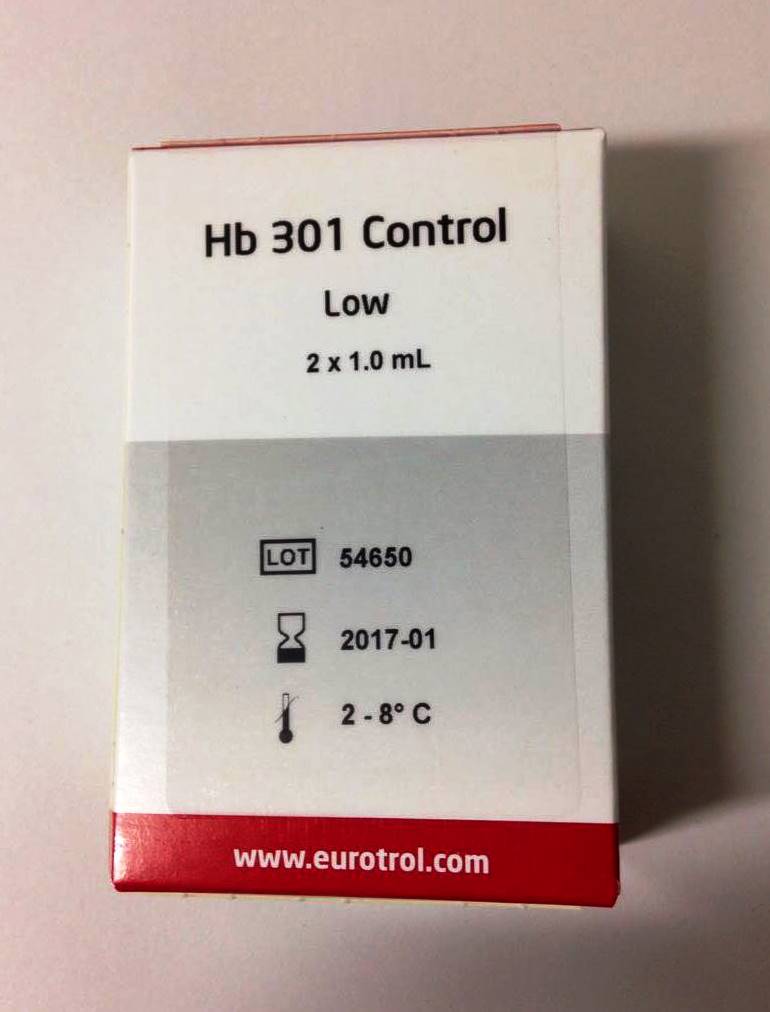 Hb 301 Control
Low
2 x 1.0 mL
LOT 54650
2017-01
2 - 8° C
www.eurotrol.com